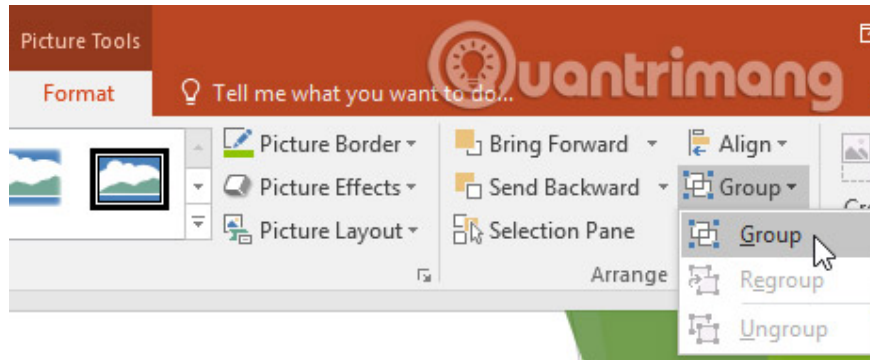 Picture Tools
Quantrimang
Format
Tell me what you want to do...
Picture Border
Bring Forward
Align
Picture Effects
Send Backward
Group
Picture Layout
Selection Pane
Group
Arrange
Regroup
Ungroup